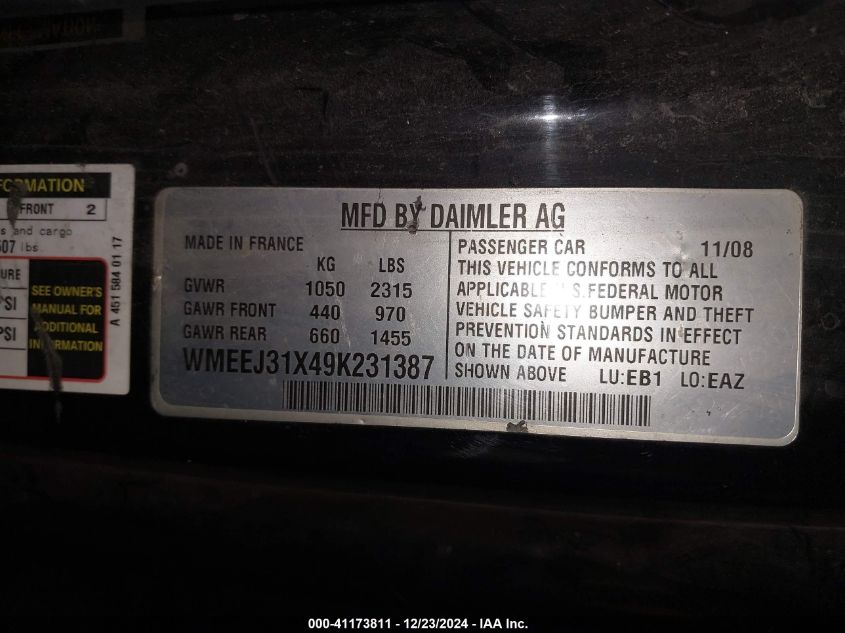 FORMATION
FRONT 2
s and cargo
507 lbs.
URE
PSI
PSI
SEE OWNER'S
MANUAL FOR
ADDITIONAL
INFORMATION
A 451 584 01 17
MFD BY DAIMLER AG
MADE IN FRANCE
KG LBS
GVWR 1050 2315
GAWR FRONT 440 970
GAWR REAR 660 1455
WMEEJ31X49K231387
PASSENGER CAR 11/08
THIS VEHICLE CONFORMS TO ALL
APPLICABLE U.S.FEDERAL MOTOR
VEHICLE SAFETY BUMPER AND THEFT
PREVENTION STANDARDS IN EFFECT
ON THE DATE OF MANUFACTURE
SHOWN ABOVE LU:EB1 LO:EAZ
000-41173811 - 12/23/2024 - IAA Inc.